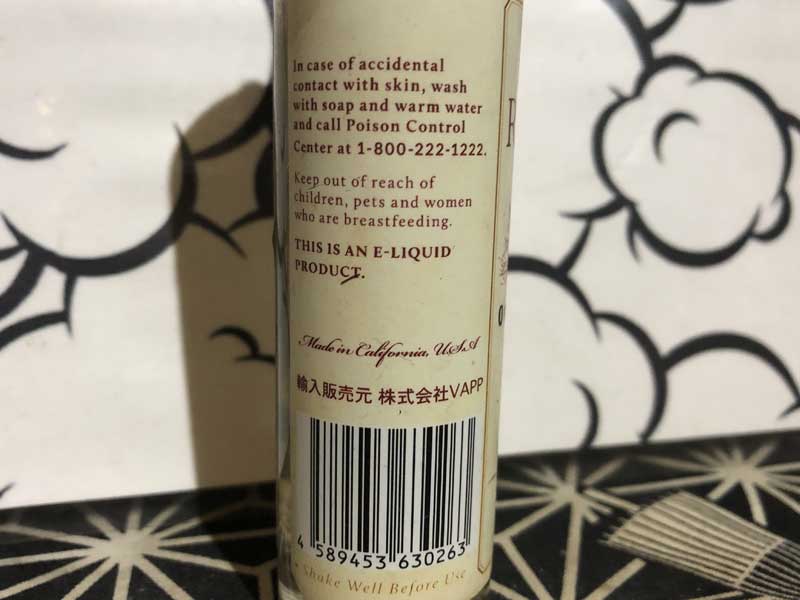 In case of accidental
contact with skin, wash
with soap and warm water
and call Poison Control
Center at 1-800-222-1222.
Keep out of reach of
children, pets and women
who are breastfeeding.
THIS IS AN E-LIQUID
PRODUCT.
Made in California, USA
輸入販売元 株式会社VAPP
4 589453 630263
• Shake Well Before Use